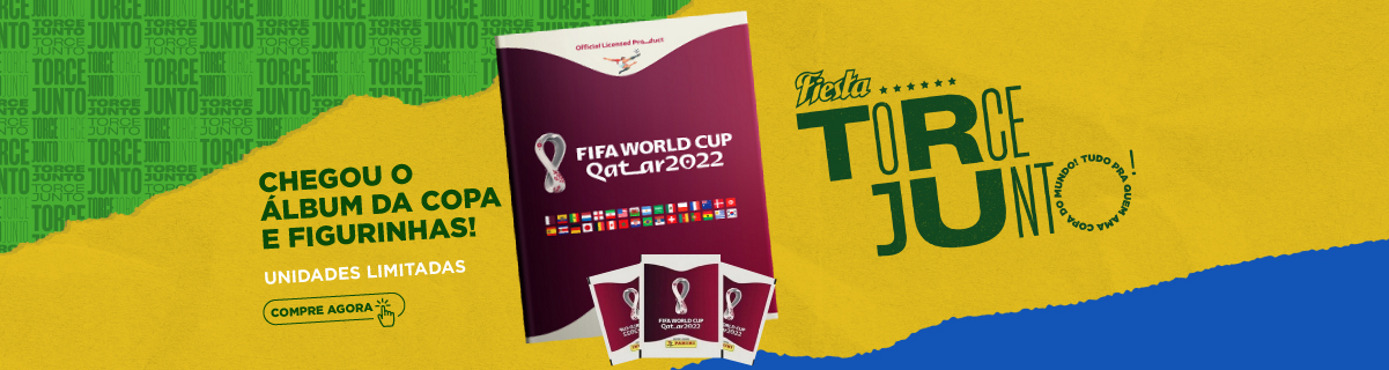 CHEGOU O
ÁLBUM DA COPA
E FIGURINHAS!
UNIDADES LIMITADAS
COMPRE AGORA
Official Licensed Product
FIFA WORLD CUP
Qatar2022
FIFA WORLD CUP
Qatar2022
PANINI
Fiesta
TORCE
JUNTO!
TUDO PRA QUEM AMA COPA DO MUNDO!
TORCE
JUNTO